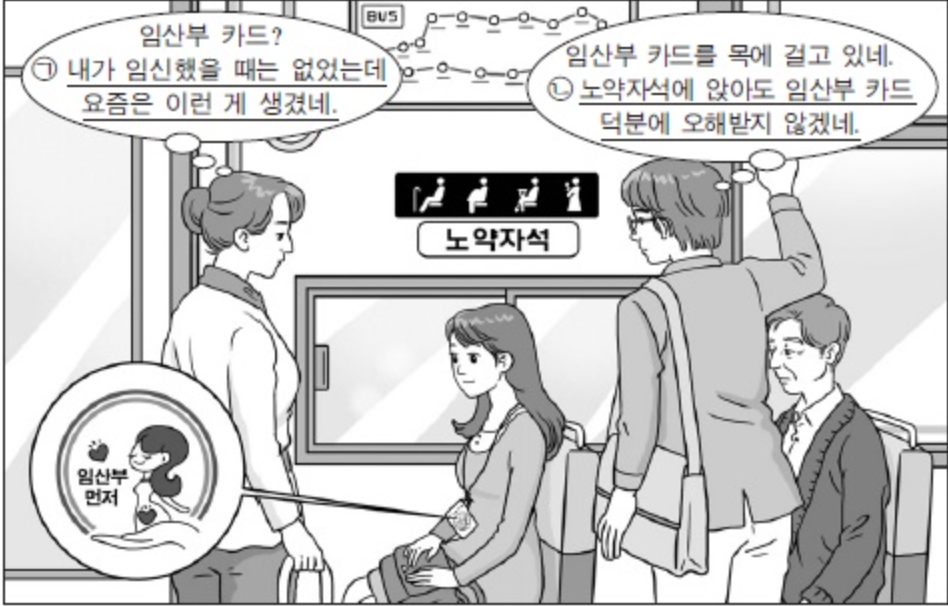 BUS
임산부 카드?
㉠ 내가 임신했을 때는 없었는데
요즘은 이런 게 생겼네.
임산부 카드를 목에 걸고 있네.
㉡ 노약자석에 앉아도 임산부 카드
덕분에 오해받지 않겠네.
노약자석
임산부
먼저